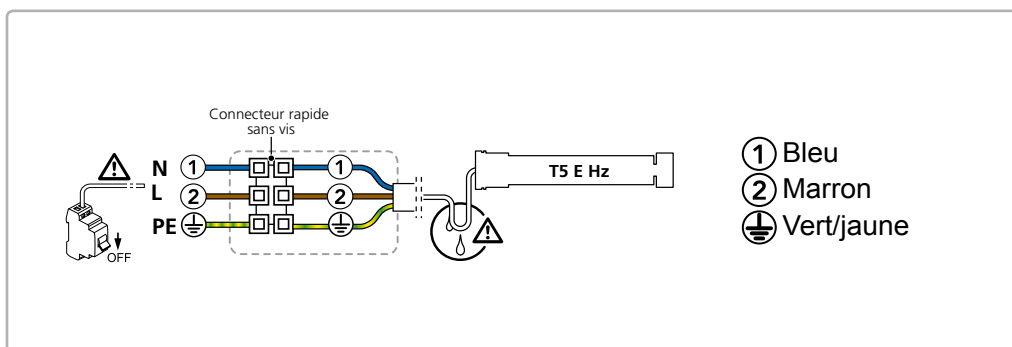 Connecteur rapide
sans vis
N 1 1
L 2 2
PE
OFF
T5 E Hz
1 Bleu
2 Marron
Vert/jaune